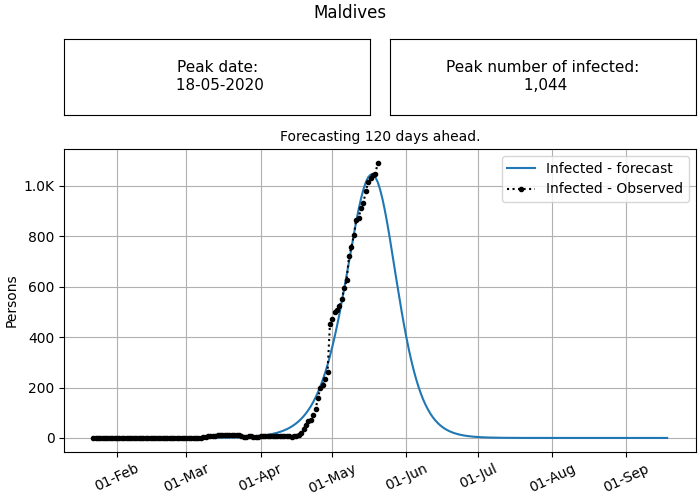 Maldives
Peak date:
18-05-2020
Peak number of infected:
1,044
Forecasting 120 days ahead.
Infected - forecast
Infected - Observed
Persons
1.0K
800
600
400
200
0
01-Feb
01-Mar
01-Apr
01-May
01-Jun
01-Jul
01-Aug
01-Sep